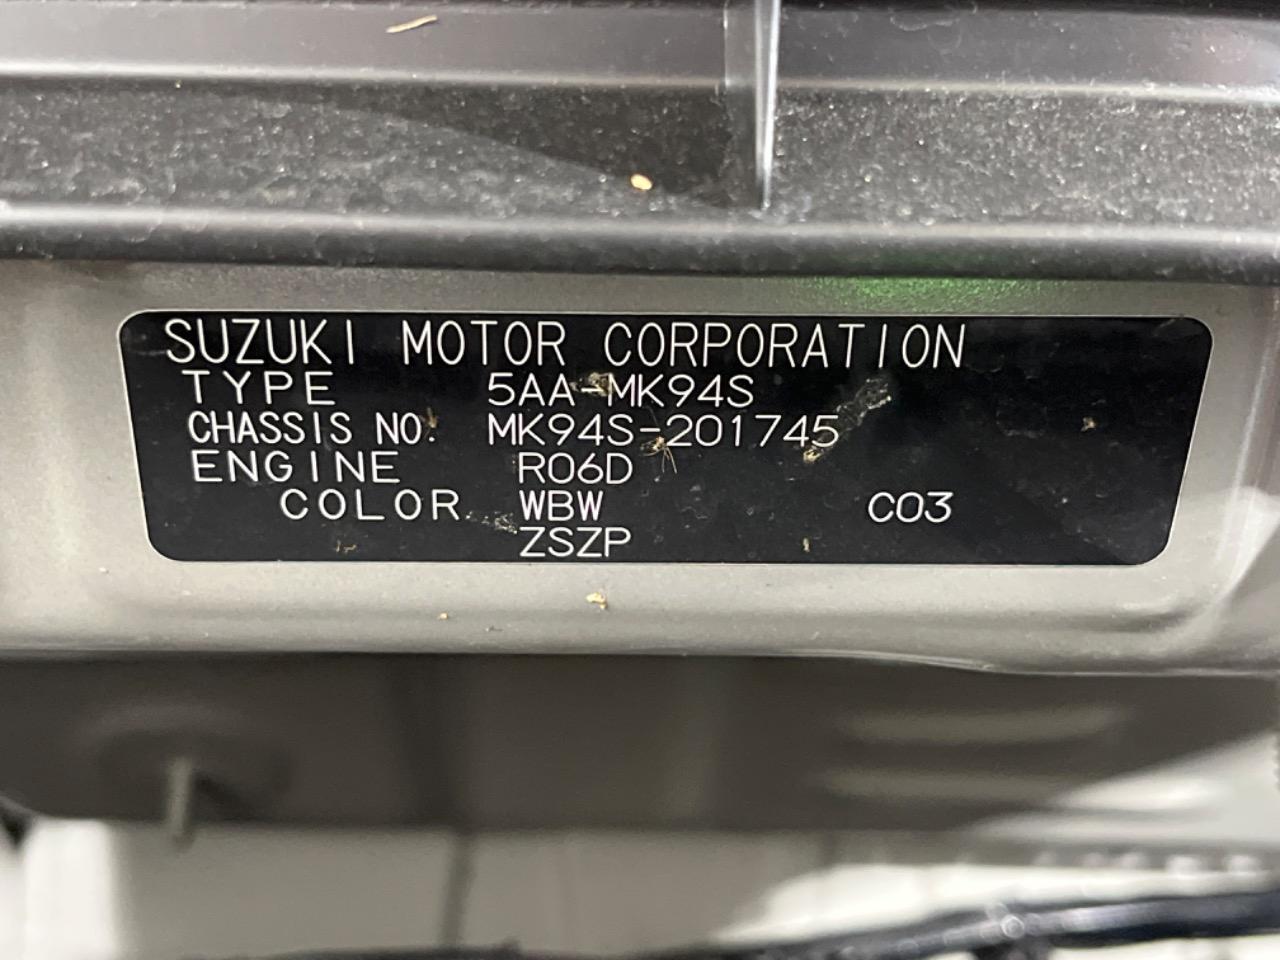 SUZUKI MOTOR CORPORATION
TYPE 5AA-MK94S
CHASSIS NO. MK94S-201745
ENGINE R06D
COLOR WBW C03
ZSZP